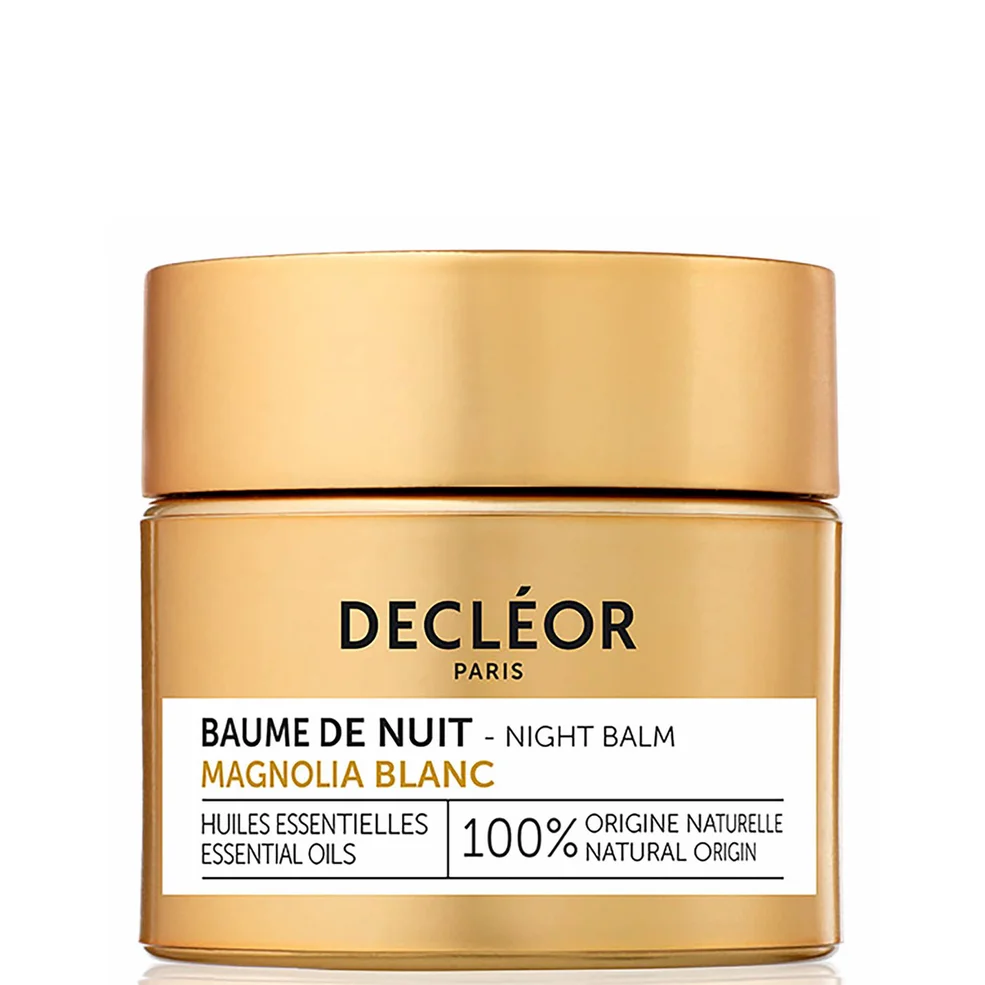 DECLÉOR
PARIS
BAUME DE NUIT - NIGHT BALM
MAGNOLIA BLANC
HUILES ESSENTIELLES
ESSENTIAL OILS
100% ORIGINE NATURELLE
NATURAL ORIGIN